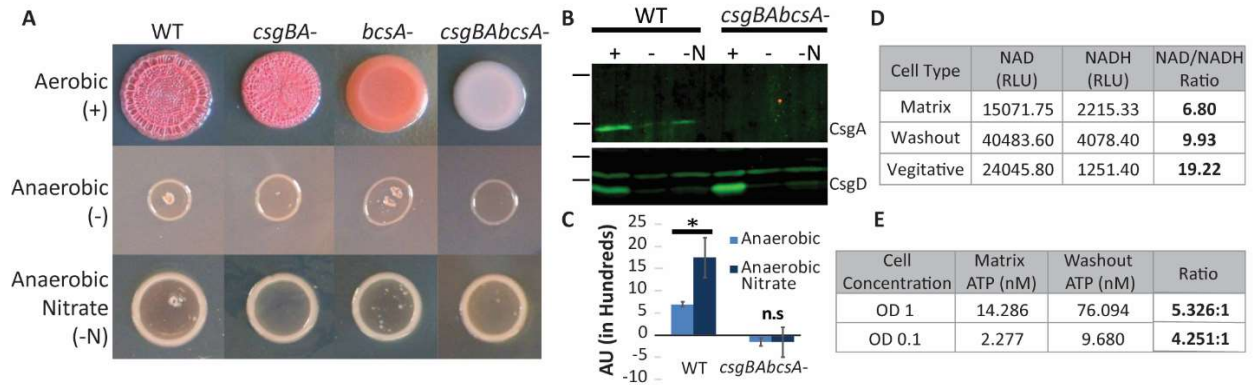 A
WT
csgBA-
bcsA-
csgBAbcsA-
Aerobic
(+)
Anaerobic
(-)
Anaerobic
Nitrate
(-N)
B
WT
csgBAbcsA-
+ - -N + - -N
CsgA
CsgD
C
AU (in Hundreds)
25
20
15
10
5
0
-5
-10
*
Anaerobic
Anaerobic
Nitrate
n.s
WT
csgBAbcsA-
D
Cell Type NAD (RLU) NADH (RLU) NAD/NADH Ratio
Matrix 15071.75 2215.33 6.80
Washout 40483.60 4078.40 9.93
Vegitative 24045.80 1251.40 19.22
E
Cell Concentration Matrix ATP (nM) Washout ATP (nM) Ratio
OD 1 14.286 76.094 5.326:1
OD 0.1 2.277 9.680 4.251:1